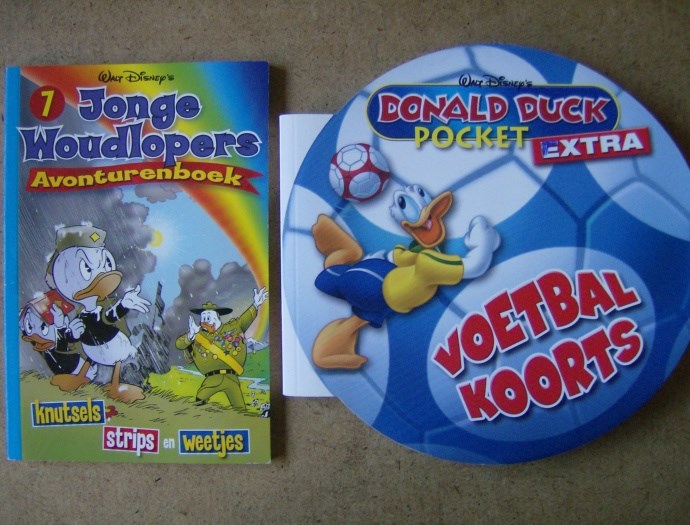 Walt Disney's
7
Jonge
Woudlopers
Avonturenboek
knutsels
strips en weetjes
Walt Disney's
DONALD DUCK
POCKET
EXTRA
VOETBAL
KOORTS